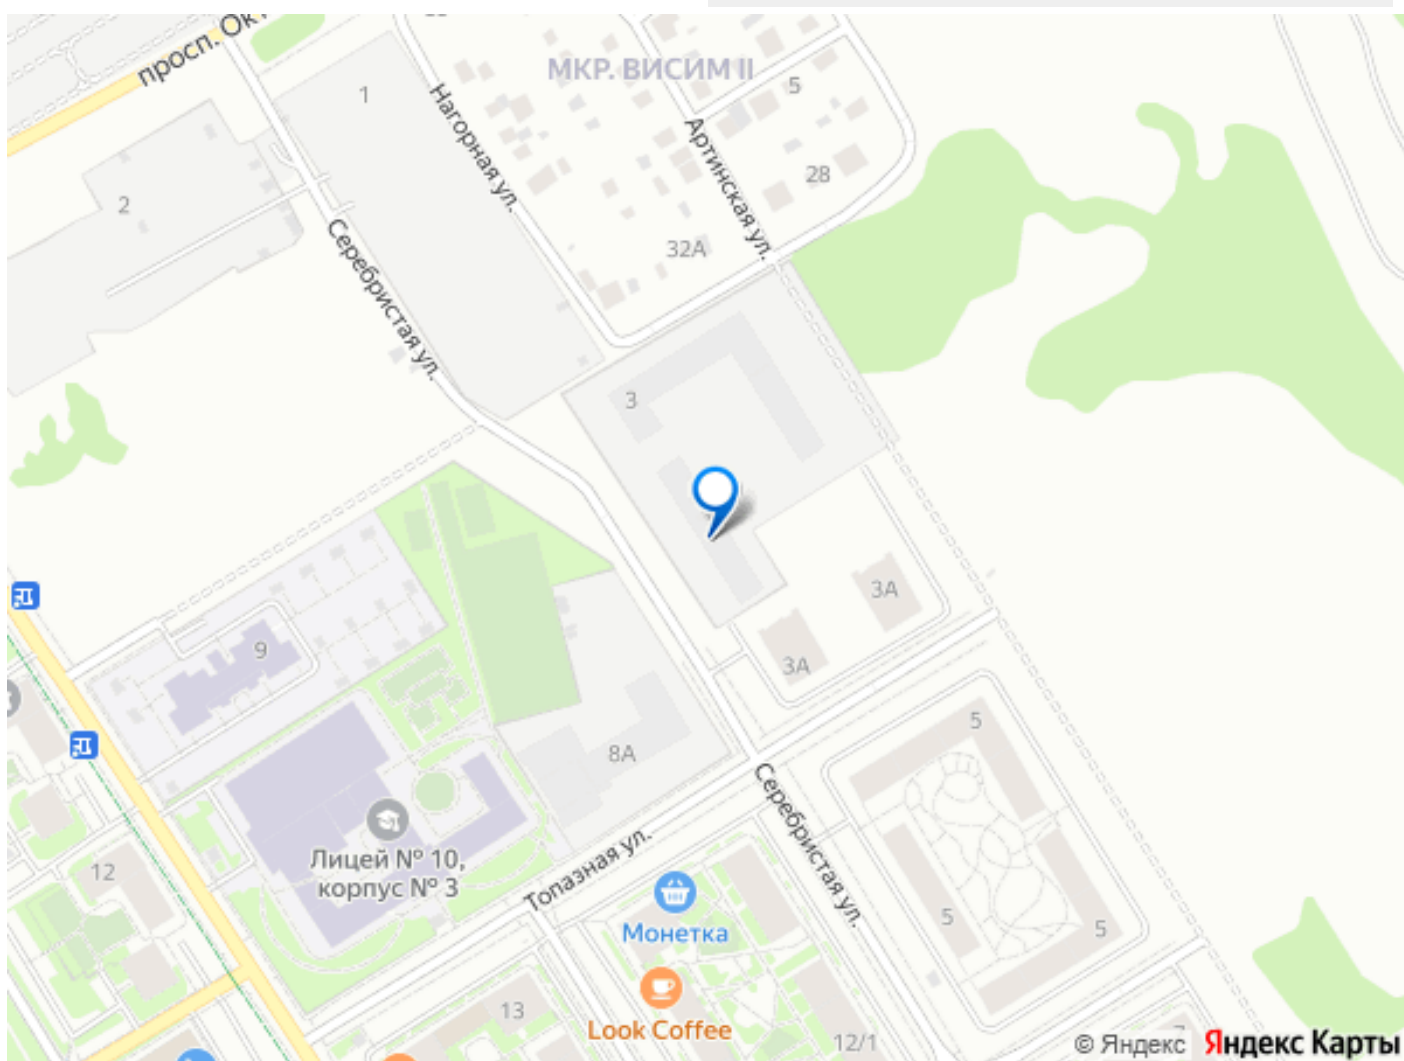 просп. Окт
МКР. ВИСИМ II
1
5
Нагорная ул.
Артинская ул.
28
2
32А
Серебристая ул.
3
3А
3А
9
5
8А
Серебристая ул.
Лицей № 10,
корпус № 3
12
Топазная ул.
Монетка
5
5
13
Look Coffee
12/1
© Яндекс Яндекс Карты